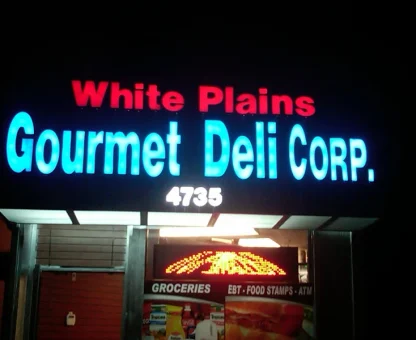 White Plains
Gourmet Deli CORP.
4735
GROCERIES
EBT - FOOD STAMPS - ATM